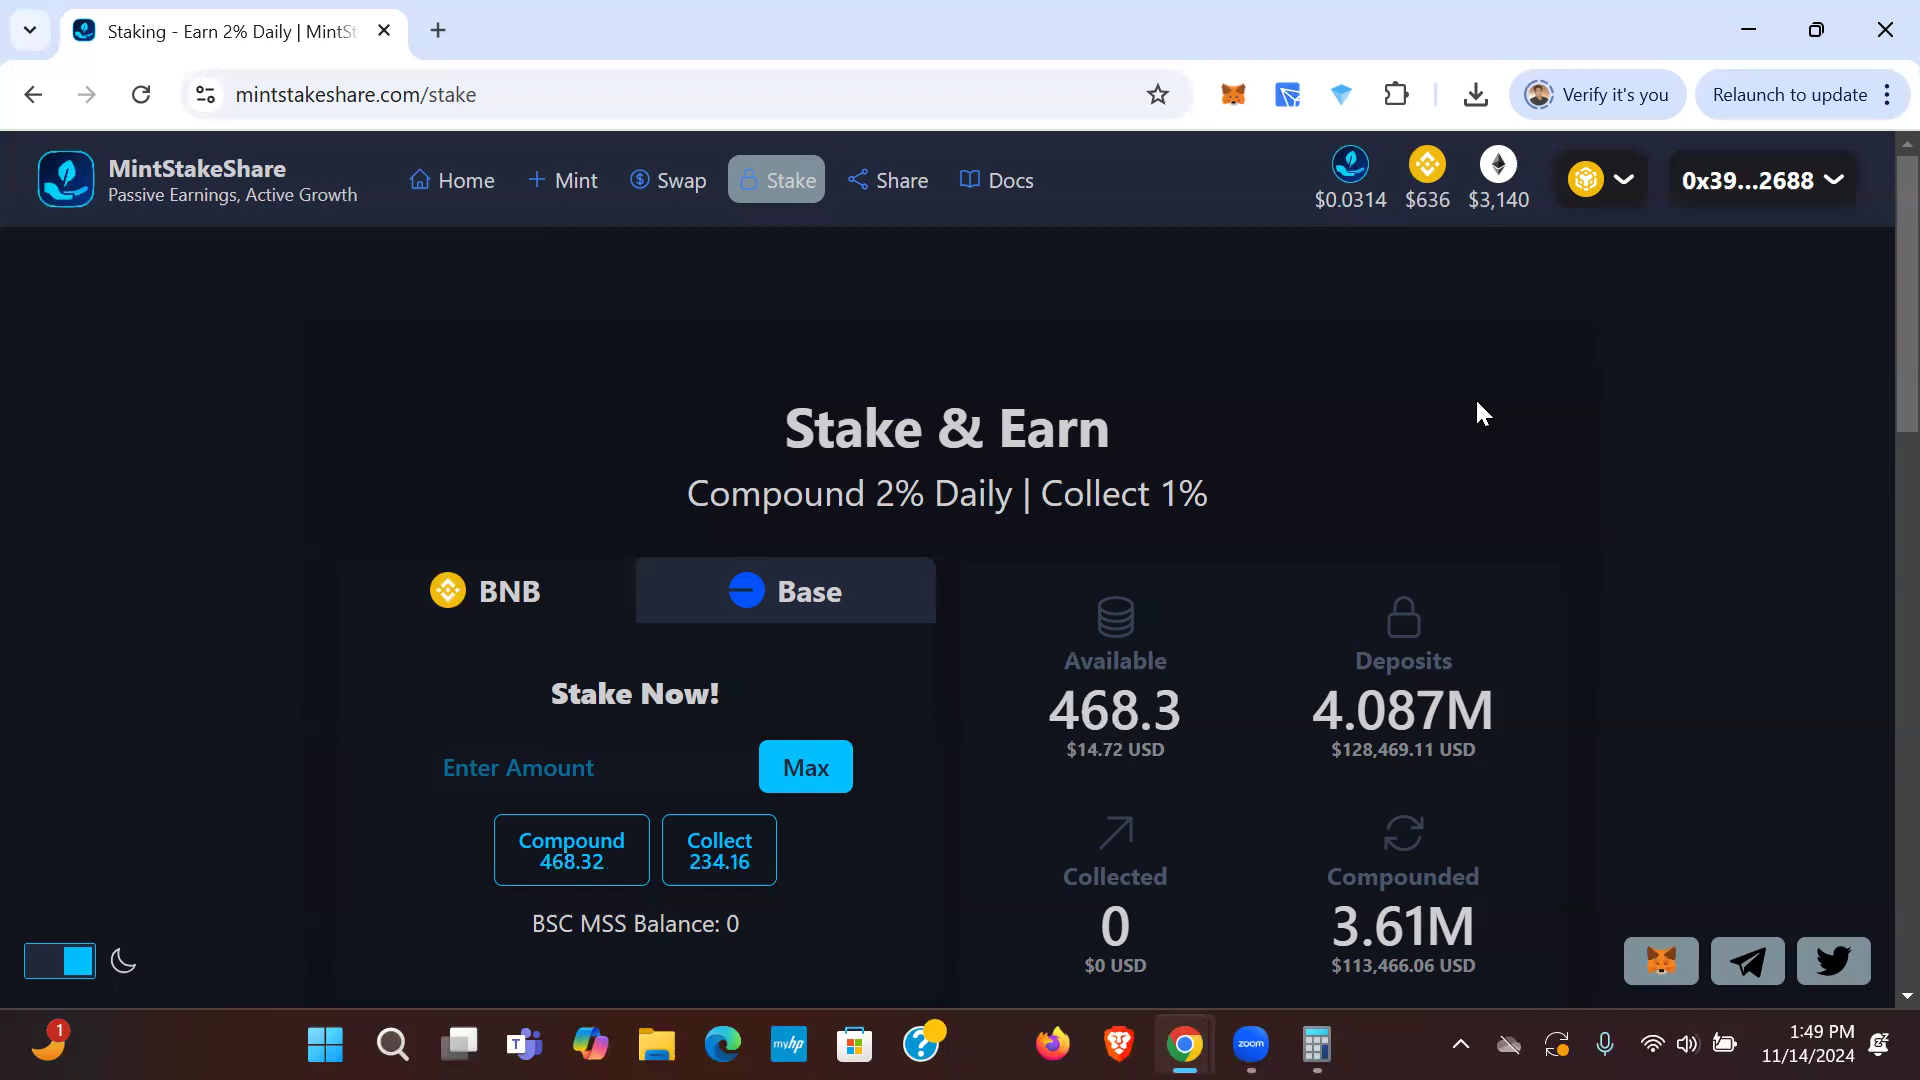 Staking - Earn 2% Daily | MintSt
mintstakeshare.com/stake
Verify it's you
Relaunch to update
MintStakeShare
Passive Earnings, Active Growth
Home
Mint
Swap
Stake
Share
Docs
$0.0314
$636
$3,140
0x39...2688
Stake & Earn
Compound 2% Daily | Collect 1%
BNB
Base
Stake Now!
Enter Amount
Max
Compound
468.32
Collect
234.16
BSC MSS Balance: 0
Available
468.3
$14.72 USD
Deposits
4.087M
$128,469.11 USD
Collected
0
$0 USD
Compounded
3.61M
$113,466.06 USD
1
myhp
zoom
1:49 PM
11/14/2024